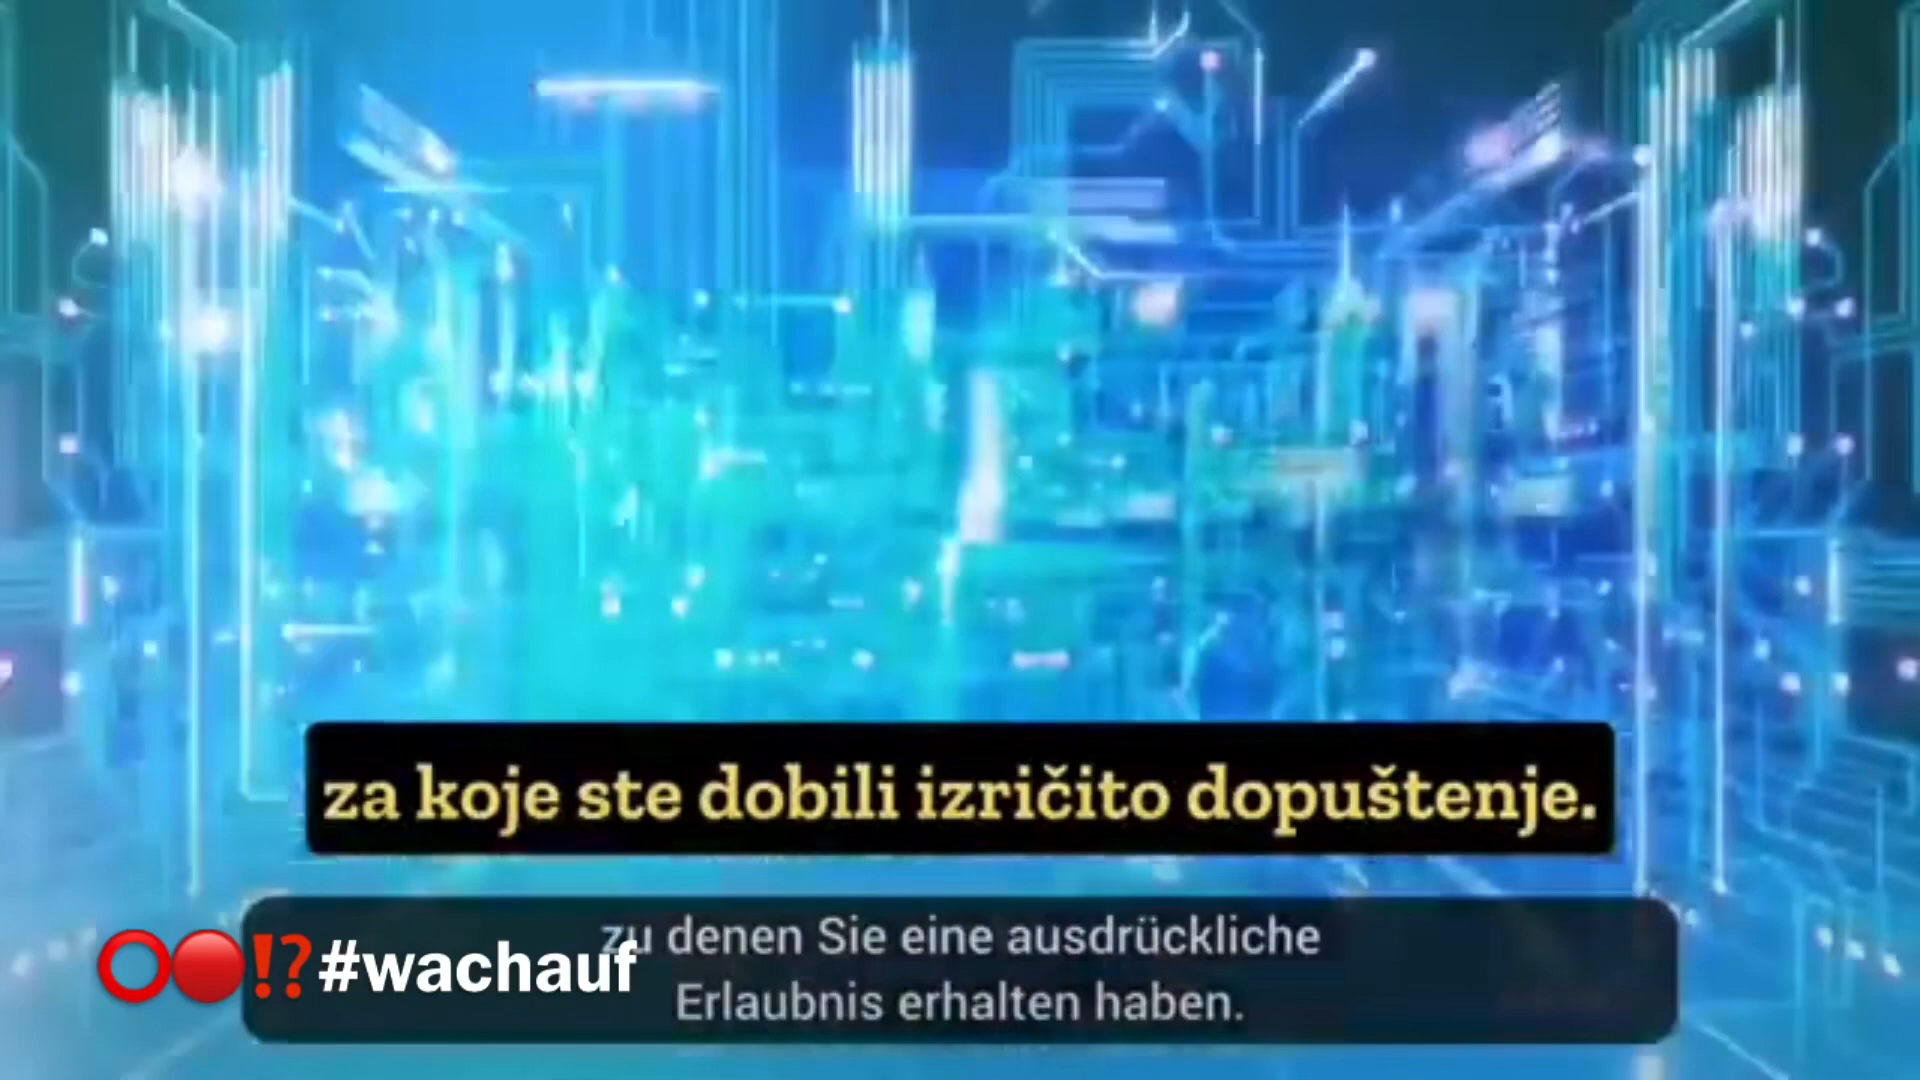 za koje ste dobili izričito dopuštenje.
zu denen Sie eine ausdrückliche
⭕🔴⁉️#wachauf
Erlaubnis erhalten haben.